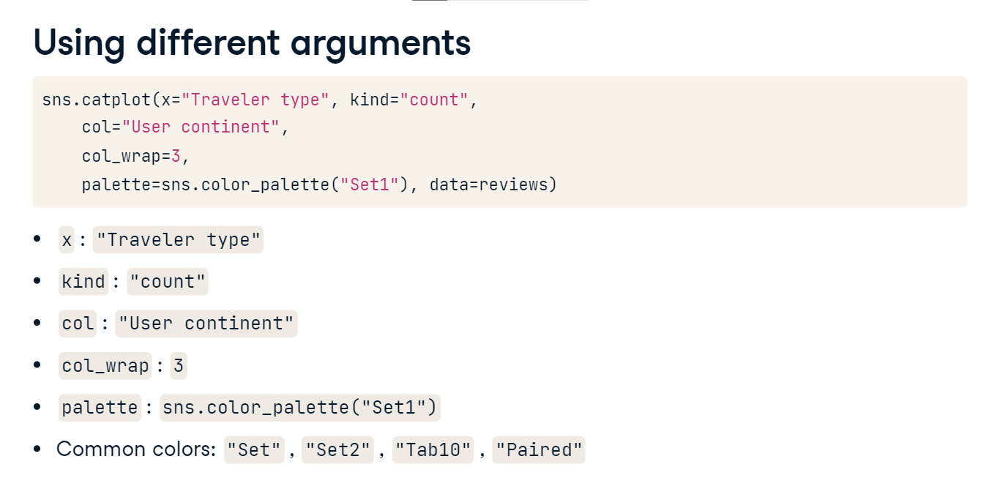 Using different arguments
sns.catplot(x="Traveler type", kind="count",
    col="User continent",
    col_wrap=3,
    palette=sns.color_palette("Set1"), data=reviews)
• x : "Traveler type"
• kind : "count"
• col : "User continent"
• col_wrap : 3
• palette : sns.color_palette("Set1")
• Common colors: "Set" , "Set2" , "Tab10" , "Paired"